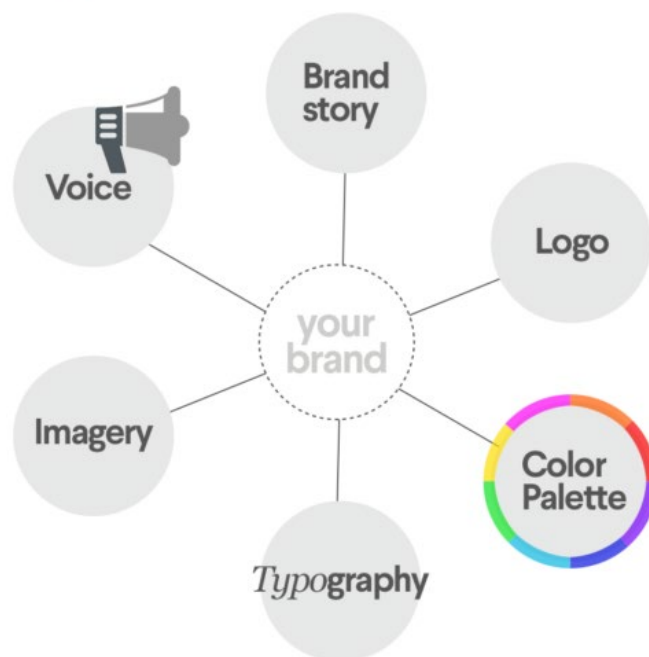 Brand
story
Voice
Logo
your
brand
Imagery
Color
Palette
Typography